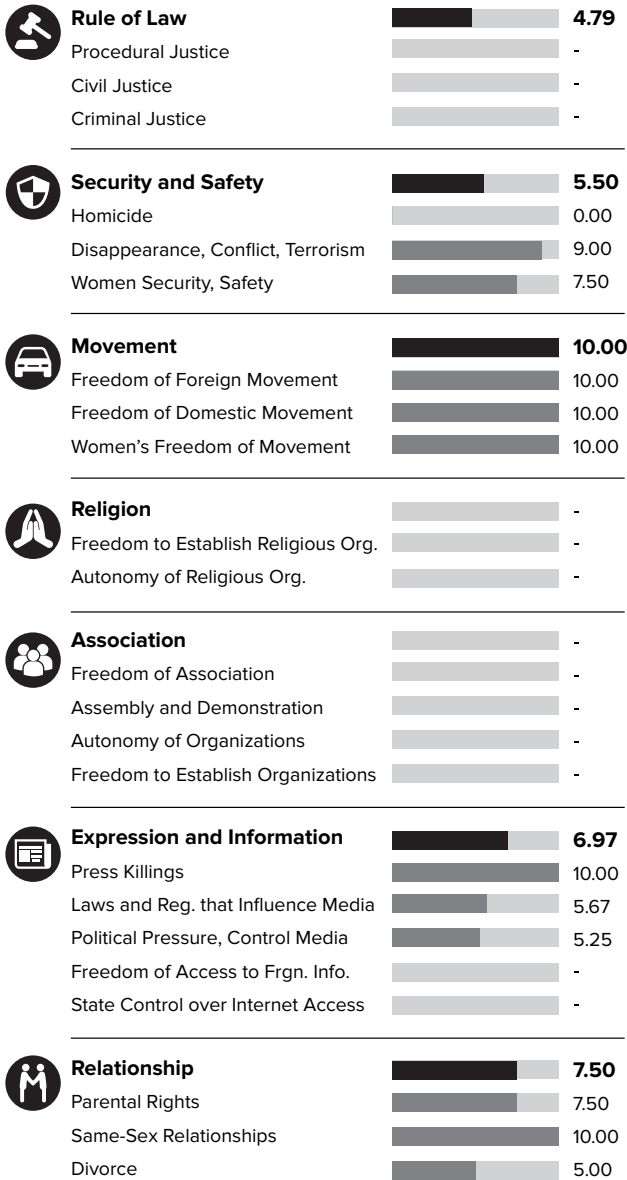 Rule of Law 4.79
Procedural Justice -
Civil Justice -
Criminal Justice -
Security and Safety 5.50
Homicide 0.00
Disappearance, Conflict, Terrorism 9.00
Women Security, Safety 7.50
Movement 10.00
Freedom of Foreign Movement 10.00
Freedom of Domestic Movement 10.00
Women’s Freedom of Movement 10.00
Religion -
Freedom to Establish Religious Org. -
Autonomy of Religious Org. -
Association -
Freedom of Association -
Assembly and Demonstration -
Autonomy of Organizations -
Freedom to Establish Organizations -
Expression and Information 6.97
Press Killings 10.00
Laws and Reg. that Influence Media 5.67
Political Pressure, Control Media 5.25
Freedom of Access to Frgn. Info. -
State Control over Internet Access -
Relationship 7.50
Parental Rights 7.50
Same-Sex Relationships 10.00
Divorce 5.00